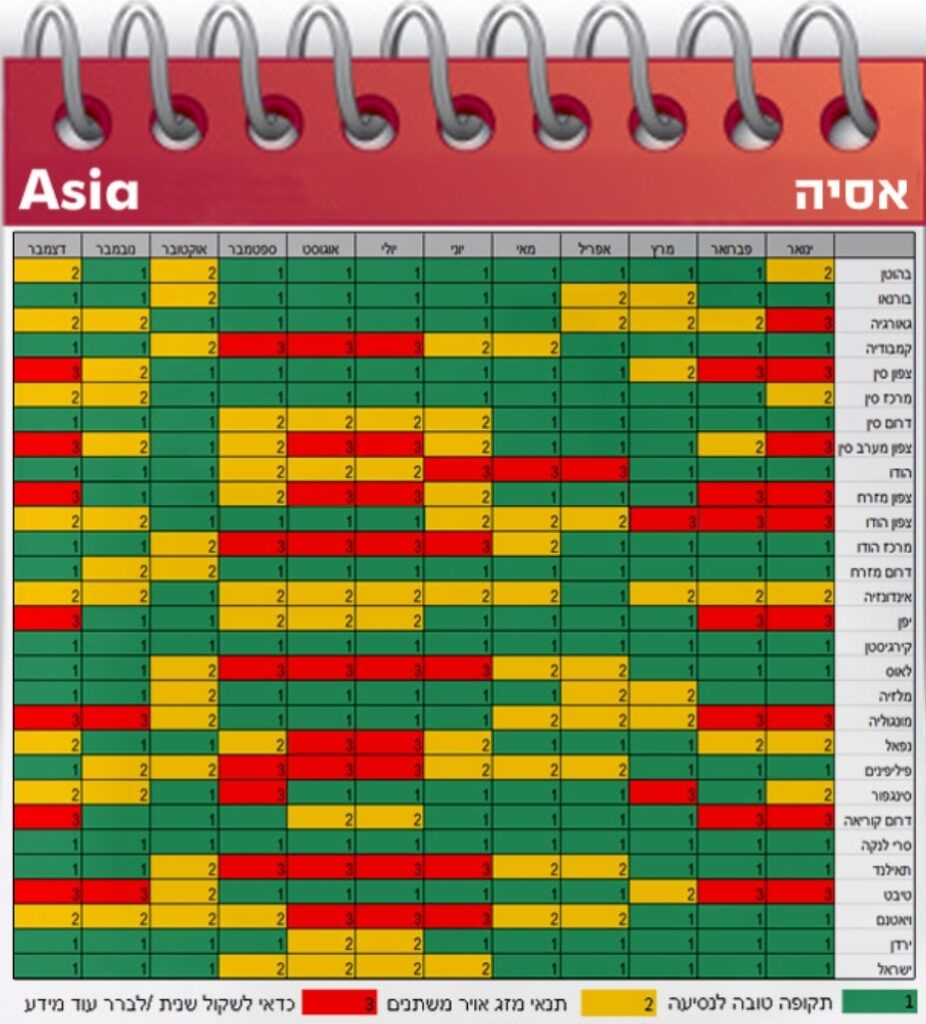 אסיה Asia
ינואר פברואר מרץ אפריל מאי יוני יולי אוגוסט ספטמבר אוקטובר נובמבר דצמבר
בהוטן 2 1 1 1 1 1 1 1 1 2 1 2
בורנאו 1 1 2 2 1 1 1 1 1 2 1 1
גאורגיה 3 2 2 2 1 1 1 1 1 1 2 2
קמבודיה 1 1 1 1 2 2 3 3 3 2 1 1
צפון סין 3 3 2 1 1 1 1 1 1 1 2 3
מרכז סין 2 1 1 1 1 1 1 1 1 1 2 2
דרום סין 1 1 1 1 1 2 2 2 2 1 1 1
צפון מערב סין 3 2 1 1 1 2 3 3 2 1 2 3
הודו 1 1 1 3 3 3 2 2 2 1 1 1
צפון מזרח 3 3 1 1 1 2 3 3 2 1 1 3
צפון הודו 3 3 3 2 2 2 1 1 1 1 2 2
מרכז הודו 1 1 1 1 2 3 3 3 3 2 1 1
דרום מזרח 1 1 1 1 1 1 1 1 1 2 2 1
אינדונזיה 2 2 2 1 2 2 2 2 2 1 2 2
יפן 3 3 1 1 1 1 2 2 2 1 1 3
קירגיסטן 1 1 1 1 1 1 1 1 1 1 1 1
לאוס 1 1 1 2 2 3 3 3 3 2 1 1
מלזיה 1 1 2 2 1 1 1 1 1 2 1 1
מונגוליה 3 3 2 2 2 1 1 1 1 2 3 3
נפאל 2 2 1 1 1 2 3 3 2 1 1 2
פיליפינים 1 1 1 2 2 2 3 3 3 2 2 1
סינגפור 2 1 3 1 1 1 1 1 3 1 2 2
דרום קוריאה 3 3 1 1 1 1 2 2 1 3
סרי לנקה 1 1 1 1 1 1 1 1 1 1 1 1
תאילנד 1 1 1 2 2 3 3 3 3 2 1 1
טיבט 3 3 2 1 1 1 1 1 1 2 3 3
ויאטנם 1 1 1 2 2 3 3 3 2 2 2 2
ירדן 1 1 1 1 1 1 2 2 1 1 1 1
ישראל 1 1 1 1 1 2 2 2 2 1 1 1
1 תקופה טובה לנסיעה 2 תנאי מזג אויר משתנים 3 כדאי לשקול שנית /לברר עוד מידע